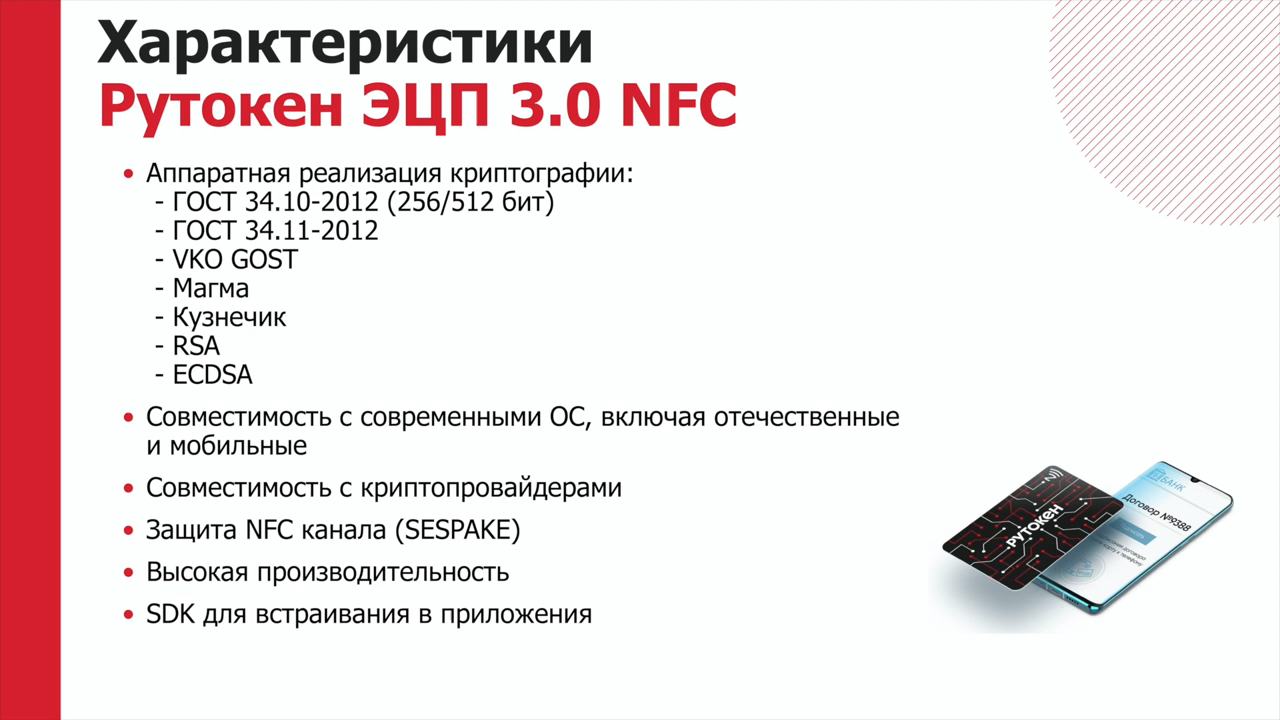 Характеристики
Рутокен ЭЦП 3.0 NFC
• Аппаратная реализация криптографии:
- ГОСТ 34.10-2012 (256/512 бит)
- ГОСТ 34.11-2012
- VKO GOST
- Магма
- Кузнечик
- RSA
- ECDSA
• Совместимость с современными ОС, включая отечественные
и мобильные
• Совместимость с криптопровайдерами
• Защита NFC канала (SESPAKE)
• Высокая производительность
• SDK для встраивания в приложения
РУТОКЕН
БАНК
Договор №9388